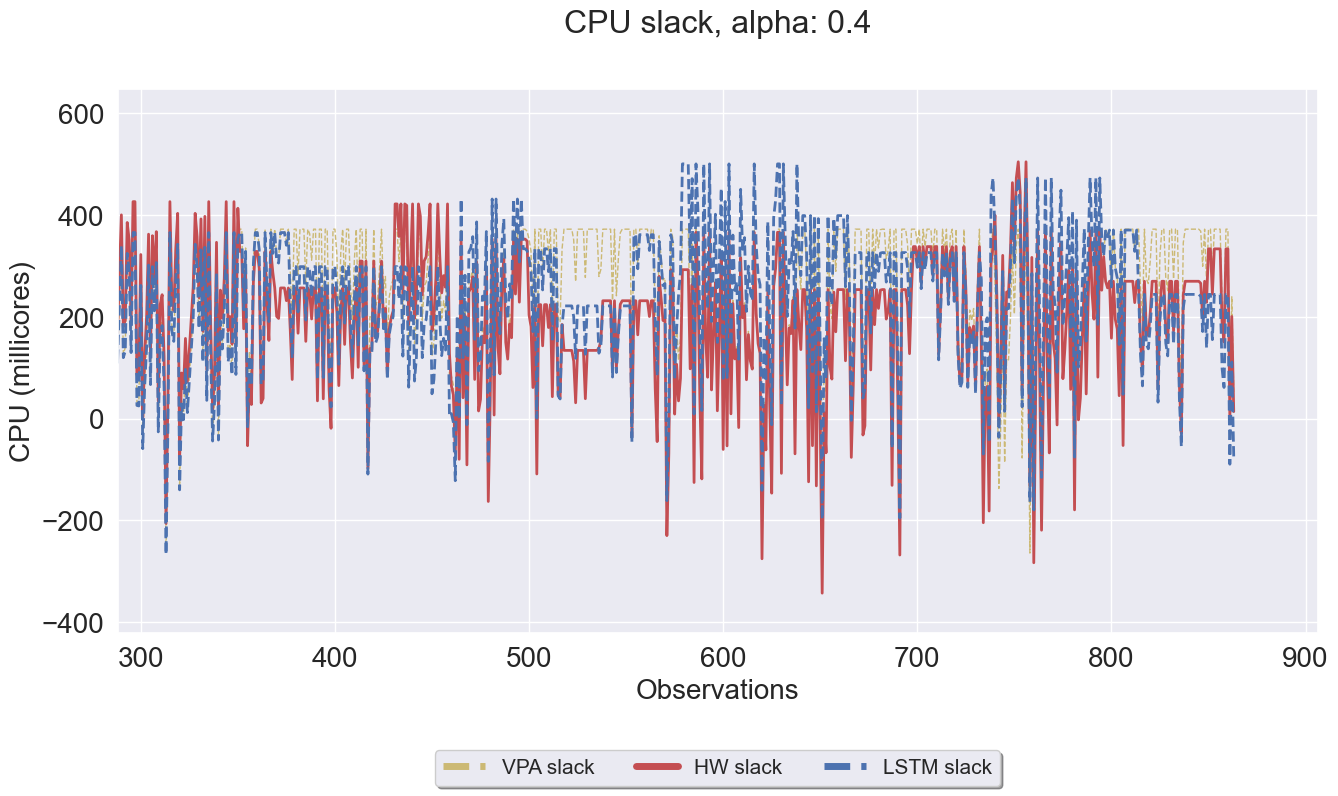 CPU slack, alpha: 0.4
CPU (millicores)
600
400
200
0
−200
−400
300 400 500 600 700 800 900
Observations
VPA slack HW slack LSTM slack